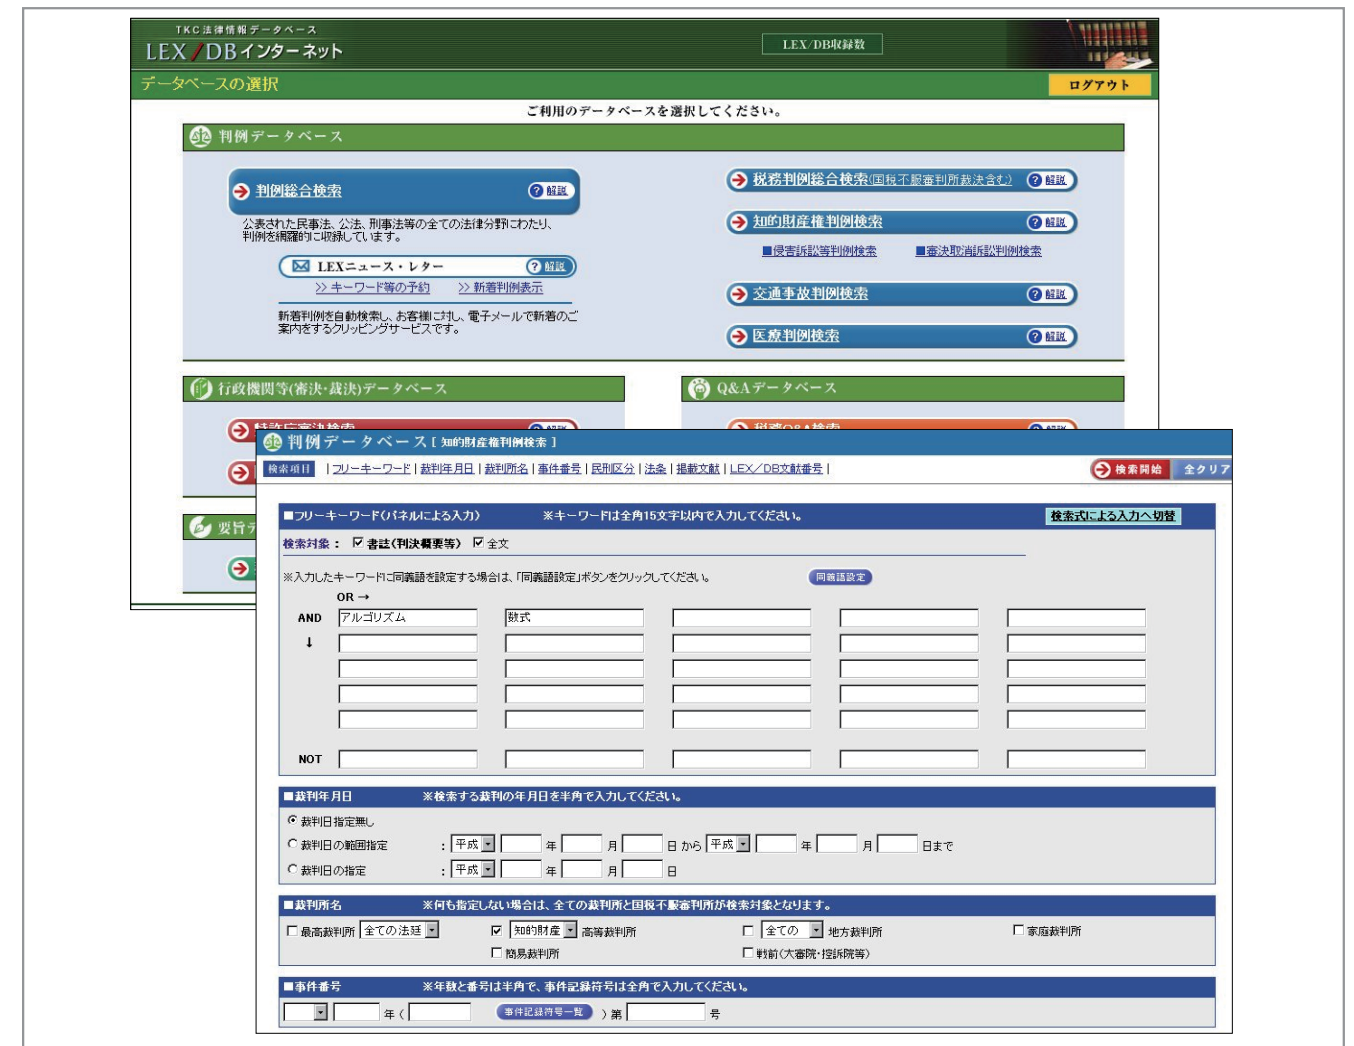 TKC法律情報データベース
LEX/DBインターネット
LEX/DB収録数
データベースの選択
ログアウト
ご利用のデータベースを選択してください。
判例データベース
判例総合検索
? 解説
公表された民事法、公法、刑事法等の全ての法律分野にわたり、
判例を網羅的に収録しています。
LEXニュース・レター
? 解説
>> キーワード等の予約 >> 新着判例表示
新着判例を自動検索し、お客様に対し、電子メールで新着のご
案内をするクリッピングサービスです。
税務判例総合検索(国税不服審判所裁決含む) ? 解説
知的財産権判例検索 ? 解説
■侵害訴訟等判例検索 ■審決取消訴訟判例検索
交通事故判例検索 ? 解説
医療判例検索 ? 解説
行政機関等(審決・裁決)データベース
Q&Aデータベース
特許庁審決検索
税務Q&A検索
要旨デ
判例データベース [ 知的財産権判例検索 ]
検索項目 | フリーキーワード | 裁判年月日 | 裁判所名 | 事件番号 | 民刑区分 | 法条 | 掲載文献 | LEX/DB文献番号 |
検索開始 全クリア
■フリーキーワード(パネルによる入力) ※キーワードは全角15文字以内で入力してください。 検索式による入力へ切替
検索対象: 書誌(判決概要等) 全文
※入力したキーワードに同義語を設定する場合は、「同義語設定」ボタンをクリックしてください。 同義語設定
OR →
AND アルゴリズム 数式
↓
NOT
■裁判年月日 ※検索する裁判の年月日を半角で入力してください。
裁判日指定無し
裁判日の範囲指定 : 平成 年 月 日 から 平成 年 月 日まで
裁判日の指定 : 平成 年 月 日
■裁判所名 ※何も指定しない場合は、全ての裁判所と国税不服審判所が検索対象となります。
最高裁判所 全ての法廷 知的財産 高等裁判所 全ての 地方裁判所 家庭裁判所
簡易裁判所 戦前(大審院・控訴院等)
■事件番号 ※年数と番号は半角で、事件記録符号は全角で入力してください。
年 ( 事件記録符号一覧 ) 第 号